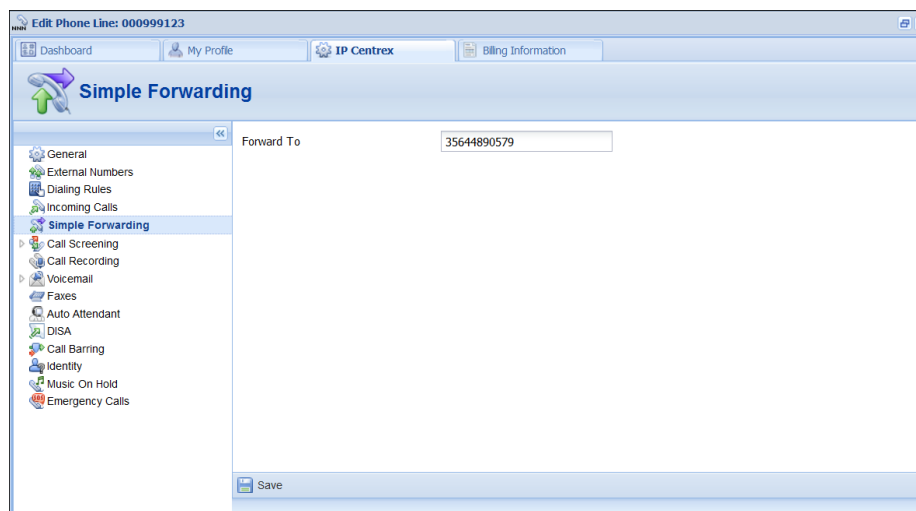 Edit Phone Line: 000999123
Dashboard
My Profile
IP Centrex
Billing Information
Simple Forwarding
General
External Numbers
Dialing Rules
Incoming Calls
Simple Forwarding
Call Screening
Call Recording
Voicemail
Faxes
Auto Attendant
DISA
Call Barring
Identity
Music On Hold
Emergency Calls
Forward To
35644890579
Save